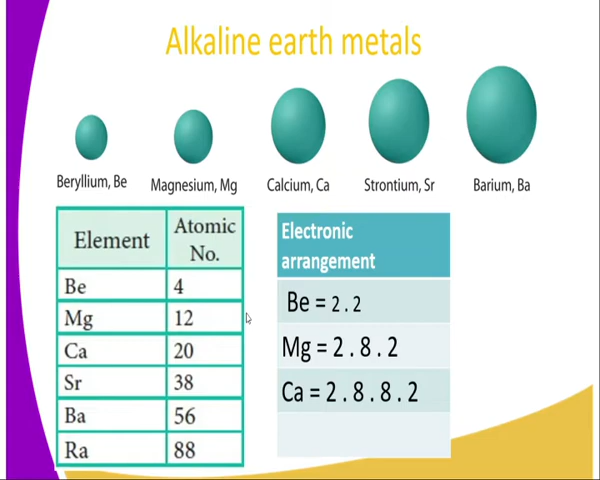 Alkaline earth metals
Beryllium, Be
Magnesium, Mg
Calcium, Ca
Strontium, Sr
Barium, Ba
Element
Atomic
No.
Be 4
Mg 12
Ca 20
Sr 38
Ba 56
Ra 88
Electronic
arrangement
Be = 2 . 2
Mg = 2 . 8 . 2
Ca = 2 . 8 . 8 . 2